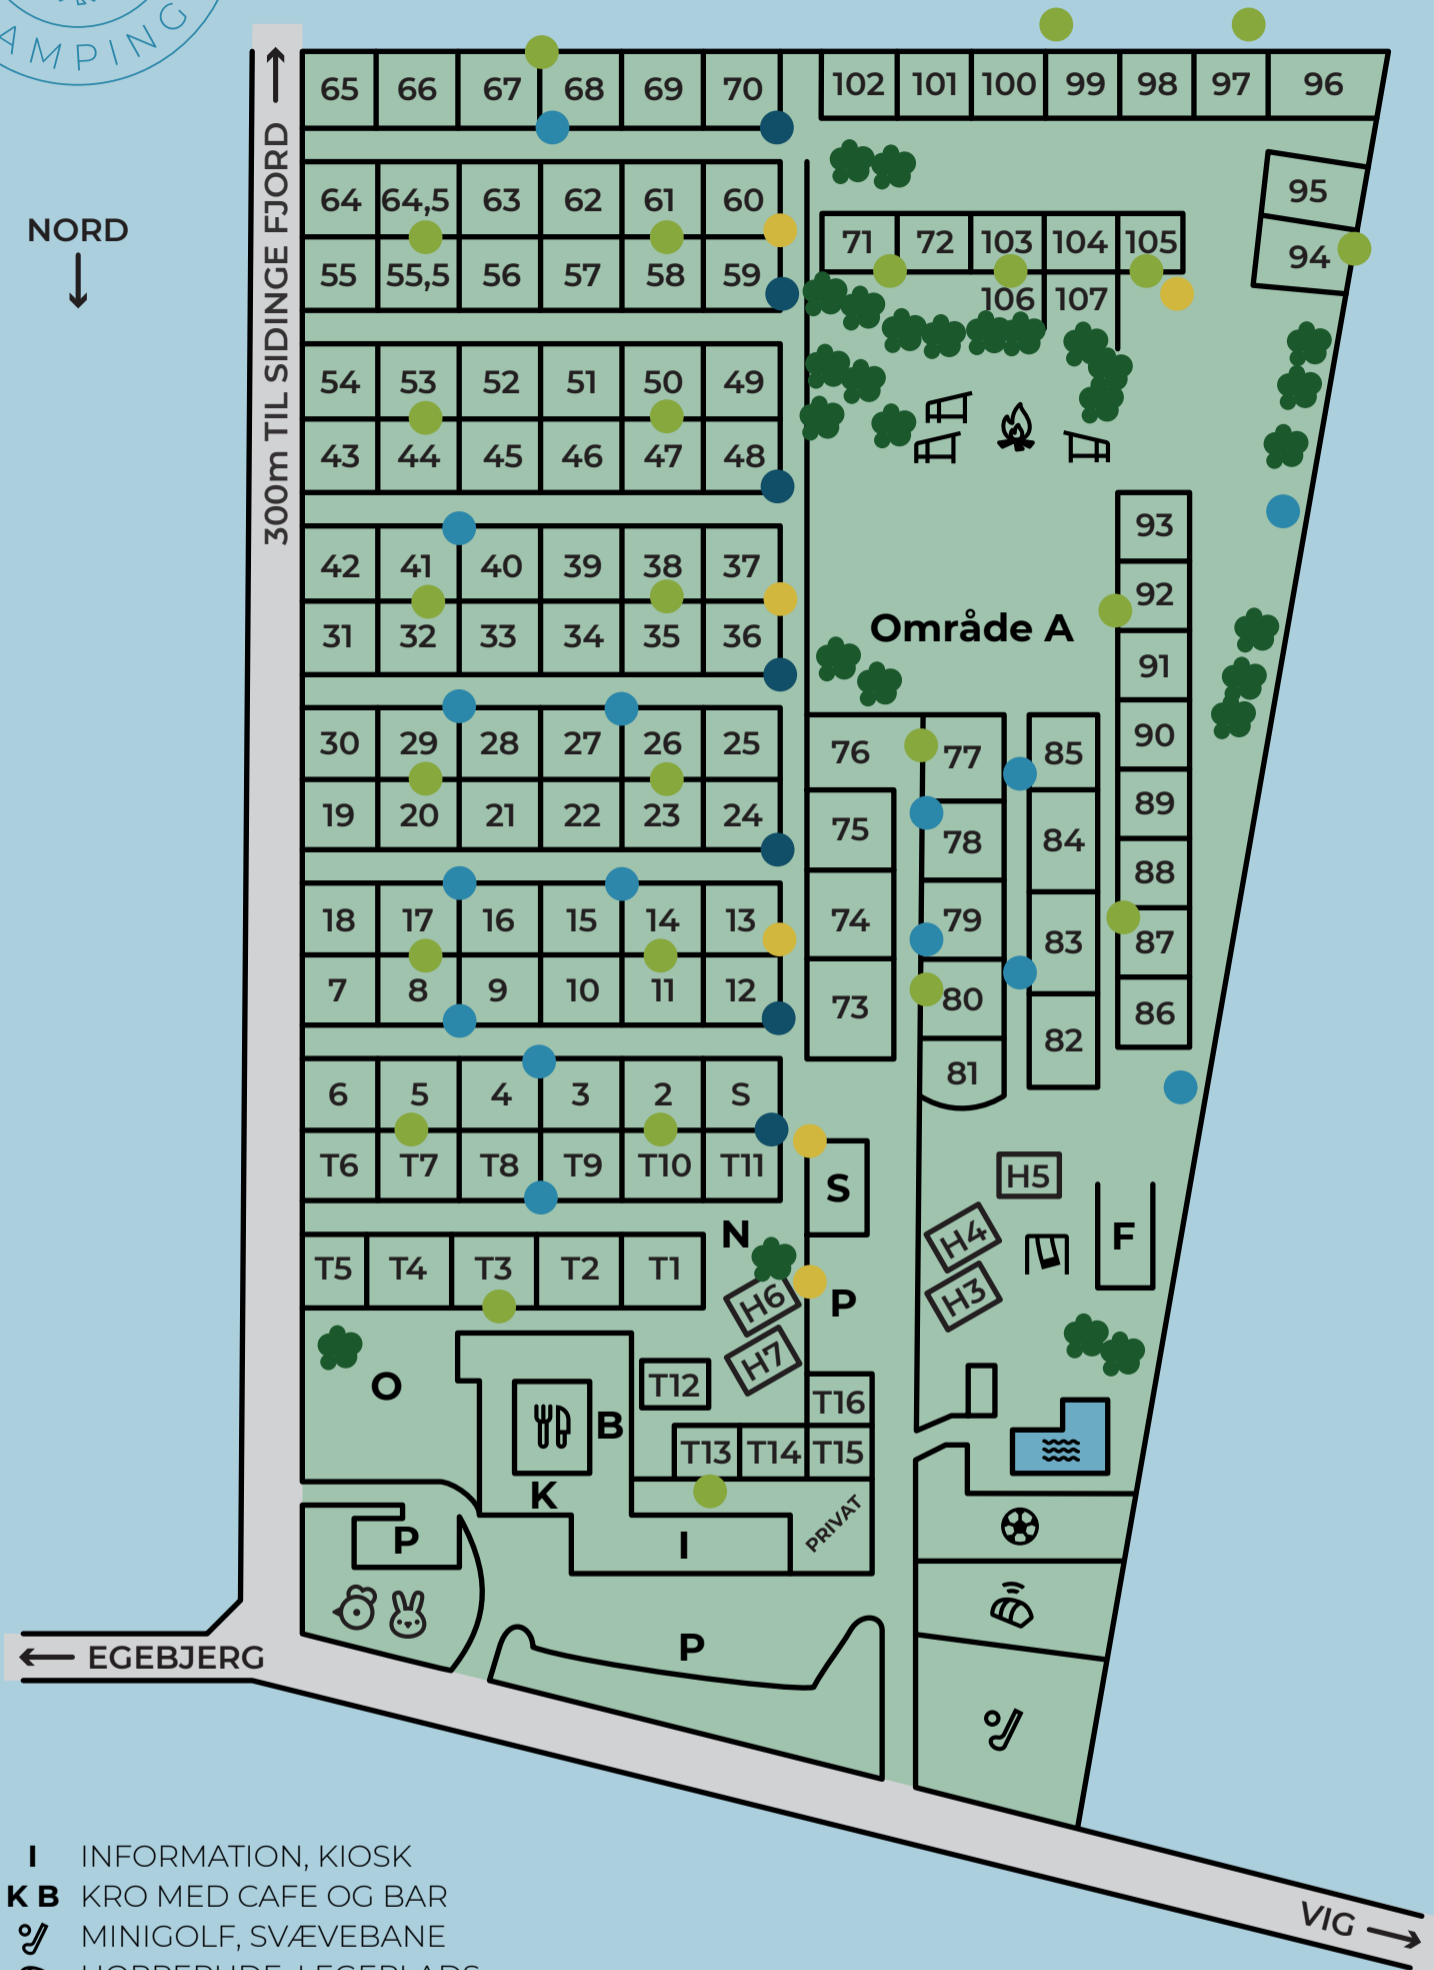 AMPING
65 66 67 68 69 70
102 101 100 99 98 97 96
300m TIL SIDINGE FJORD
NORD
64 64,5 63 62 61 60
55 55,5 56 57 58 59
95
94
71 72 103 104 105
106 107
54 53 52 51 50 49
43 44 45 46 47 48
42 41 40 39 38 37
31 32 33 34 35 36
Område A
93
92
91
90
89
88
87
86
30 29 28 27 26 25
19 20 21 22 23 24
76
75
74
73
77
78
79
80
81
85
84
83
82
18 17 16 15 14 13
7 8 9 10 11 12
6 5 4 3 2 S
T6 T7 T8 T9 T10 T11
S
H5
H4
H3
F
N
T5 T4 T3 T2 T1
H6
P
H7
O
T12
T16
B
T13 T14 T15
K
P
I
PRIVAT
P
EGEBJERG
VIG
I INFORMATION, KIOSK
K B KRO MED CAFE OG BAR
MINIGOLF, SVÆVEBANE